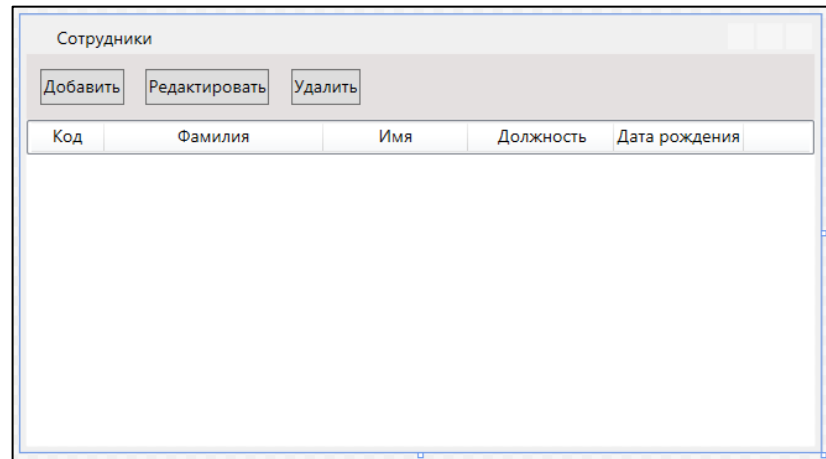 Сотрудники
Добавить Редактировать Удалить
Код Фамилия Имя Должность Дата рождения